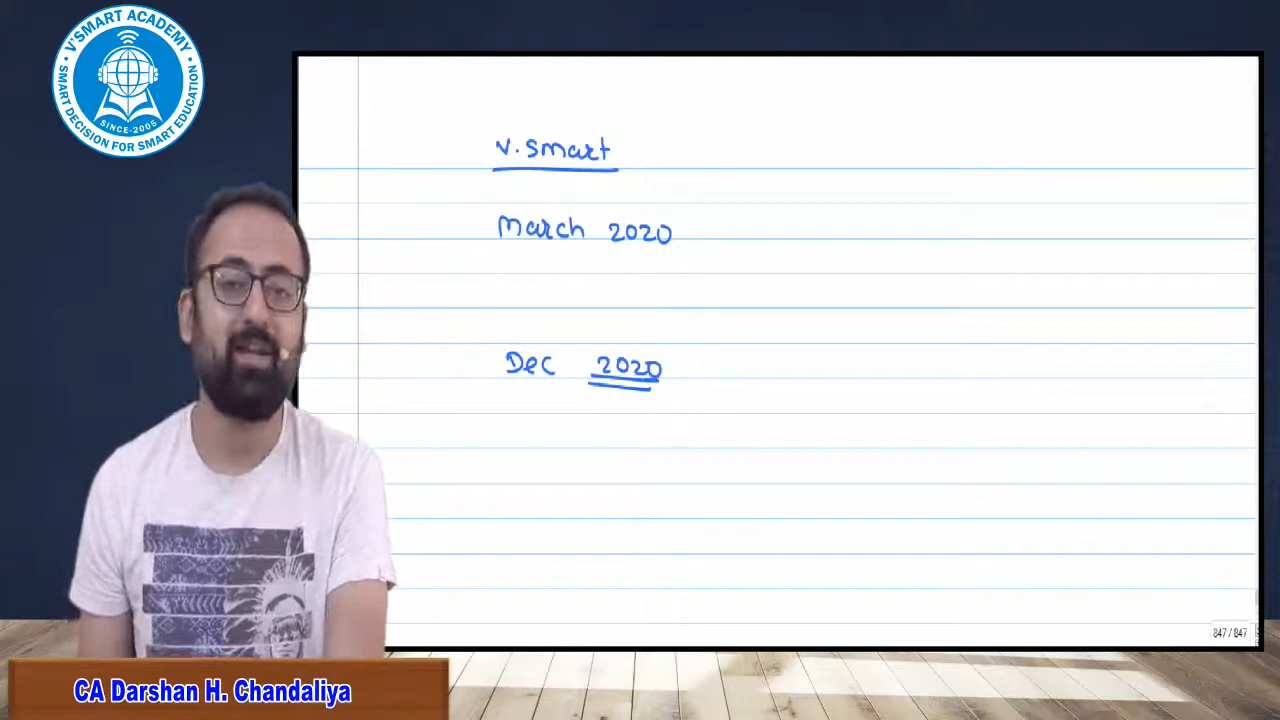 V'SMART ACADEMY
SMART DECISION FOR SMART EDUCATION
SINCE-2005
V. Smart
March 2020
Dec 2020
847 / 847
CA Darshan H. Chandaliya